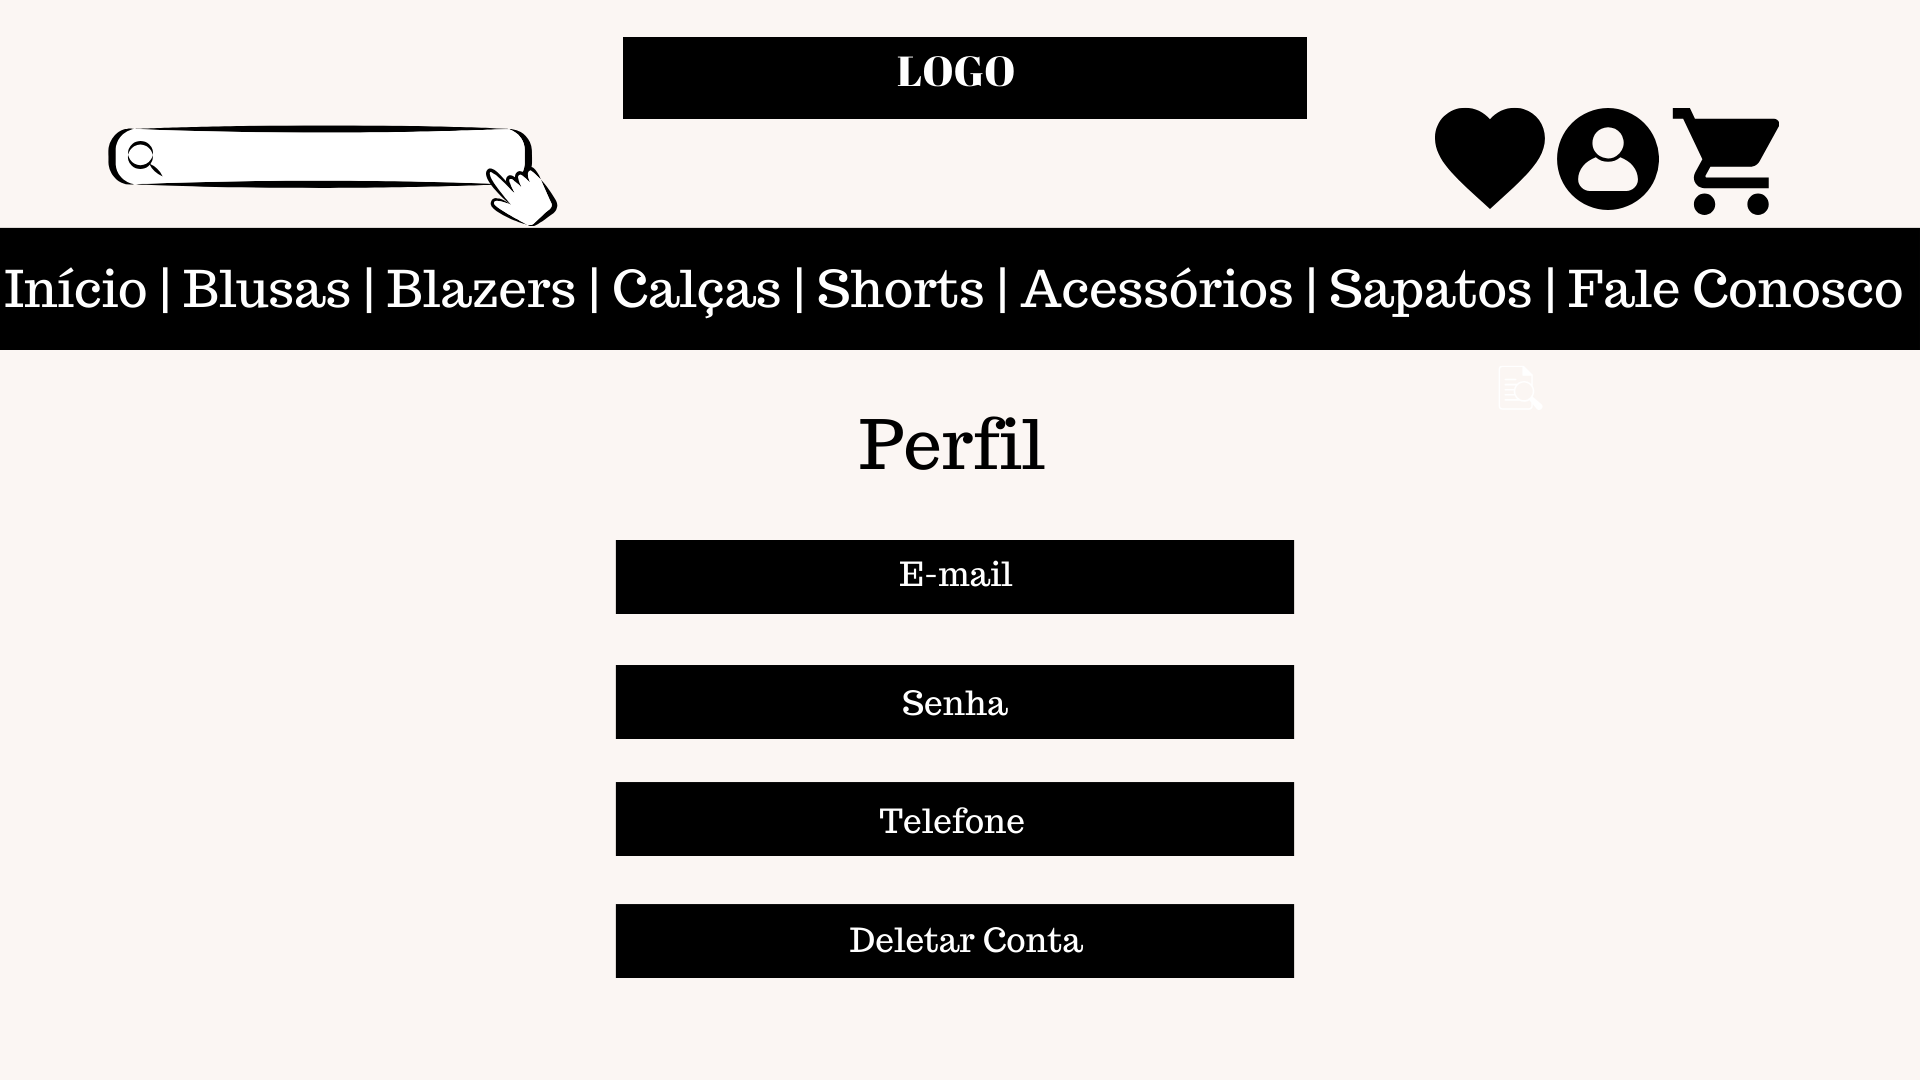 LOGO
Início | Blusas | Blazers | Calças | Shorts | Acessórios | Sapatos | Fale Conosco
Perfil
E-mail
Senha
Telefone
Deletar Conta